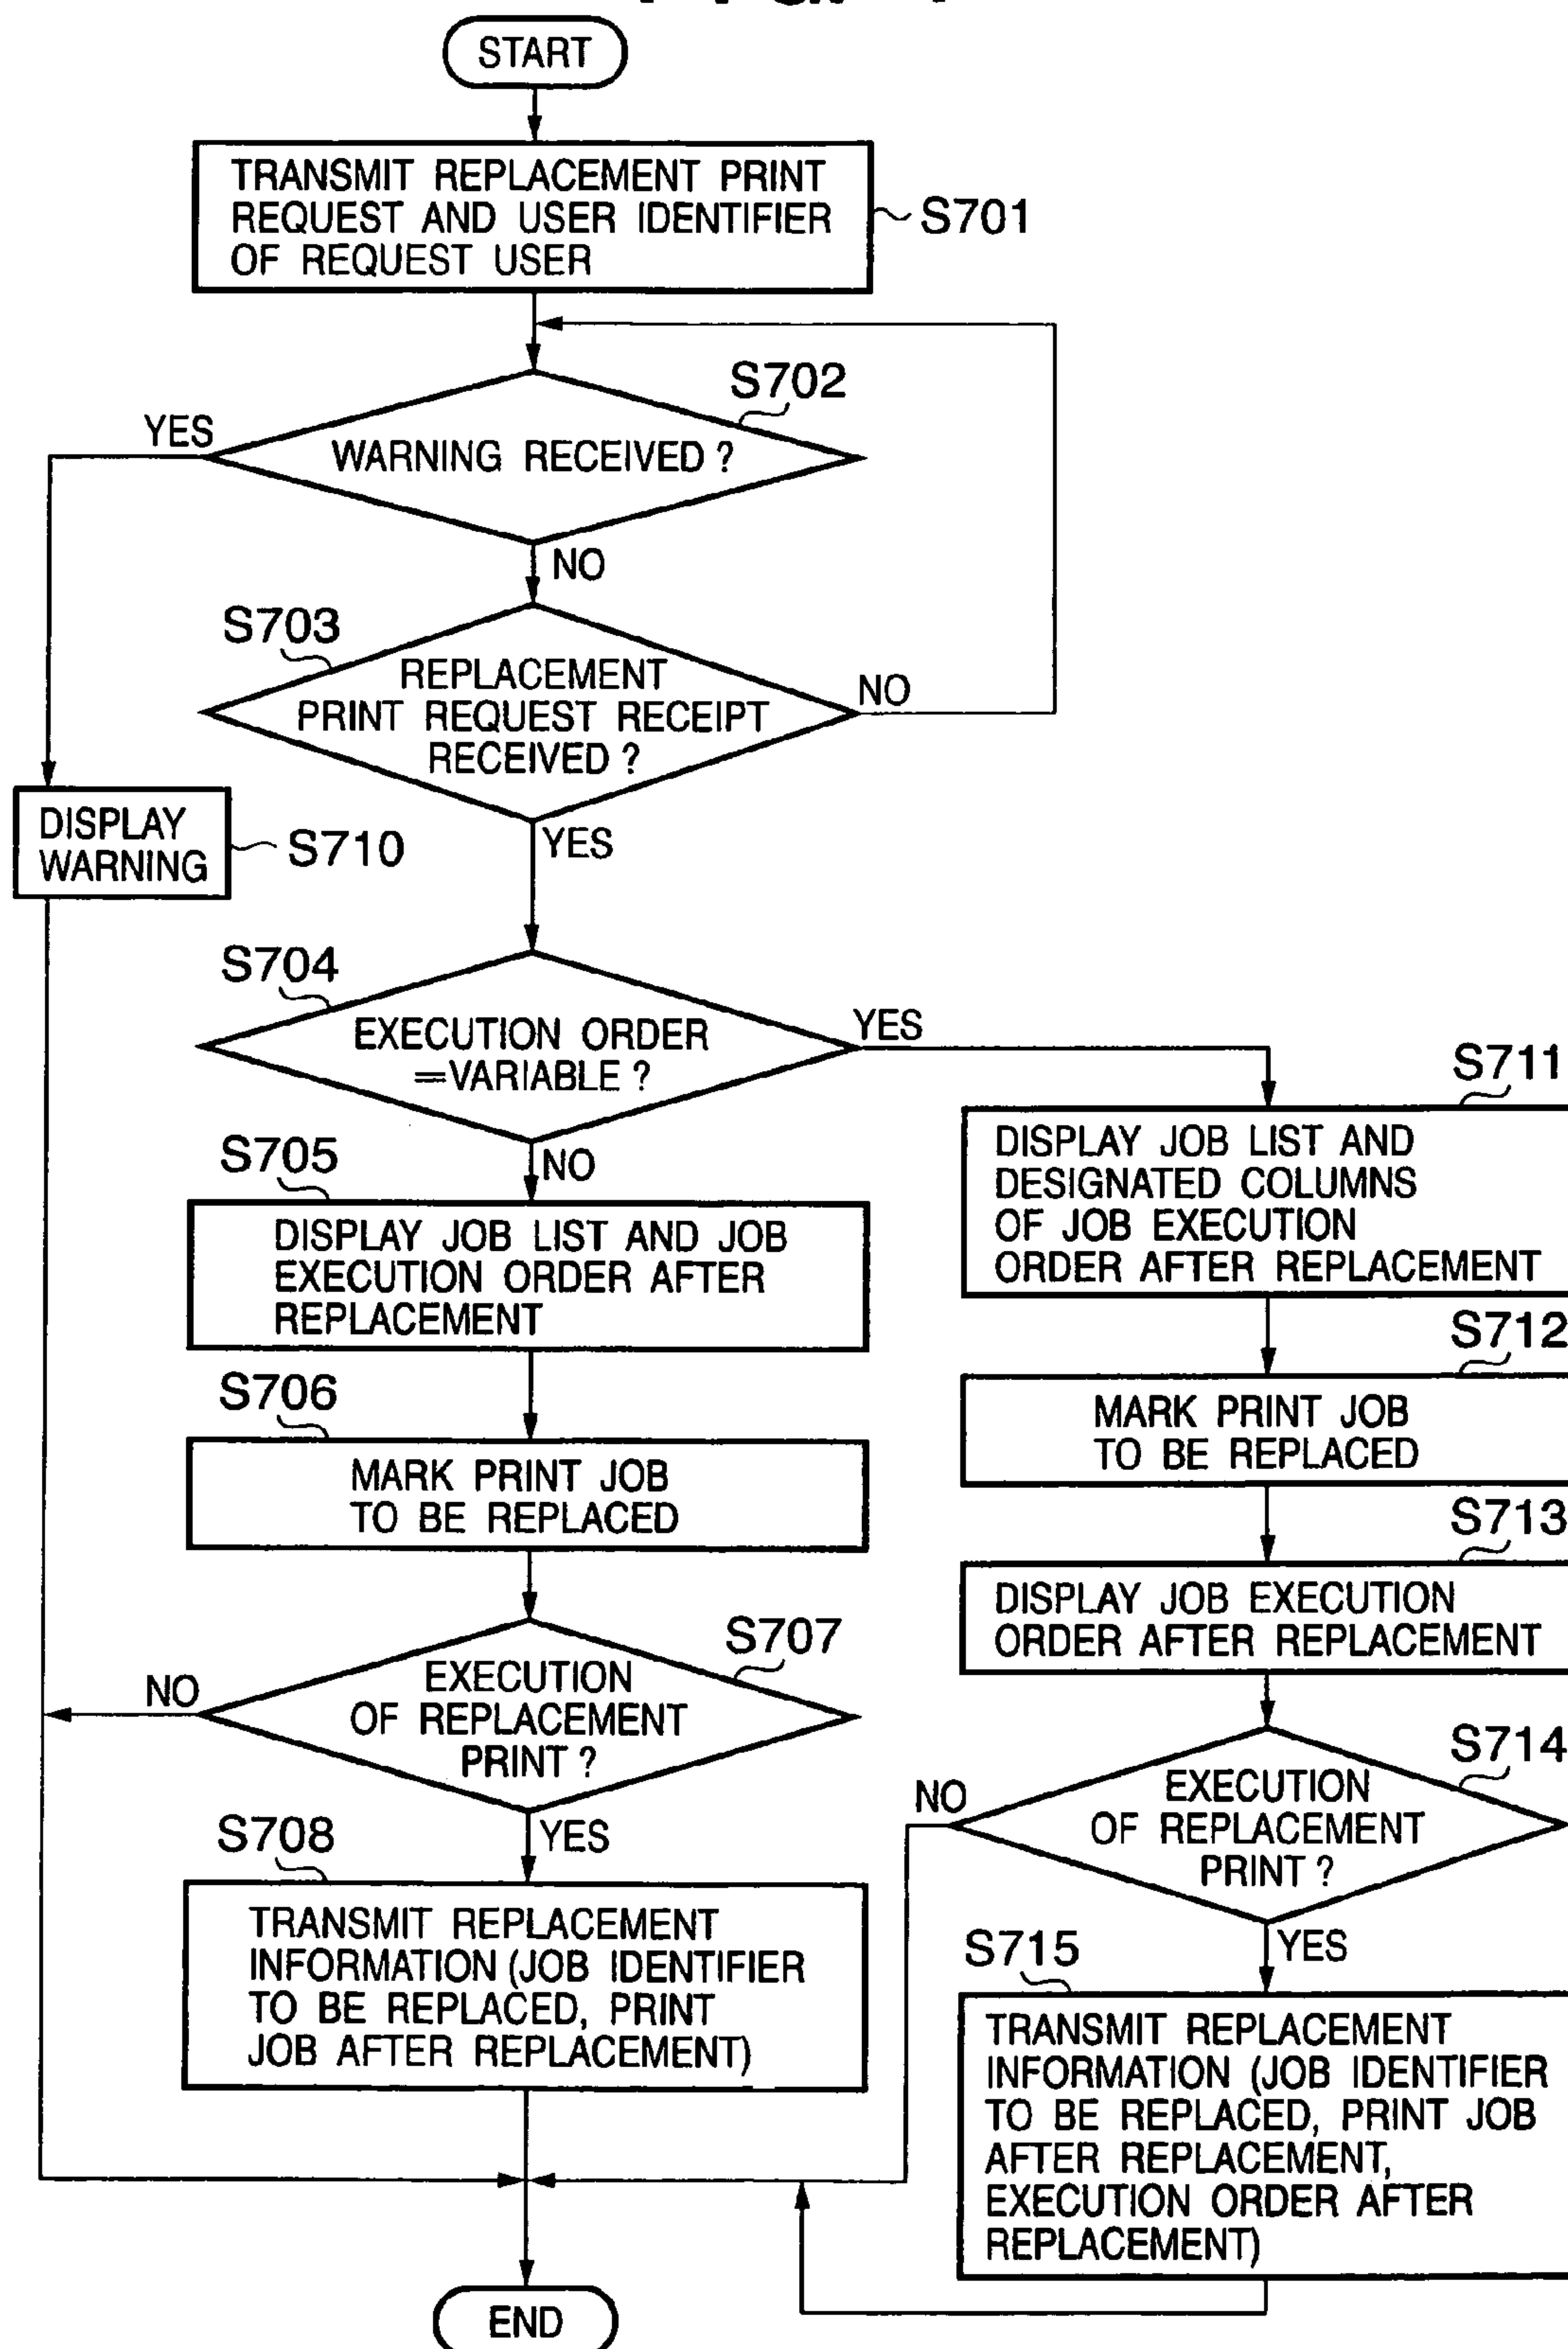 START
TRANSMIT REPLACEMENT PRINT
REQUEST AND USER IDENTIFIER
OF REQUEST USER
S701
S702
YES
WARNING RECEIVED ?
NO
S703
REPLACEMENT
PRINT REQUEST RECEIPT
RECEIVED ?
NO
DISPLAY
WARNING
S710
YES
S704
EXECUTION ORDER
=VARIABLE ?
YES
NO
S705
DISPLAY JOB LIST AND JOB
EXECUTION ORDER AFTER
REPLACEMENT
S706
MARK PRINT JOB
TO BE REPLACED
S707
NO
EXECUTION
OF REPLACEMENT
PRINT ?
YES
S708
TRANSMIT REPLACEMENT
INFORMATION (JOB IDENTIFIER
TO BE REPLACED, PRINT
JOB AFTER REPLACEMENT)
S711
DISPLAY JOB LIST AND
DESIGNATED COLUMNS
OF JOB EXECUTION
ORDER AFTER REPLACEMENT
S712
MARK PRINT JOB
TO BE REPLACED
S713
DISPLAY JOB EXECUTION
ORDER AFTER REPLACEMENT
S714
NO
EXECUTION
OF REPLACEMENT
PRINT ?
YES
S715
TRANSMIT REPLACEMENT
INFORMATION (JOB IDENTIFIER
TO BE REPLACED, PRINT JOB
AFTER REPLACEMENT,
EXECUTION ORDER AFTER
REPLACEMENT)
END